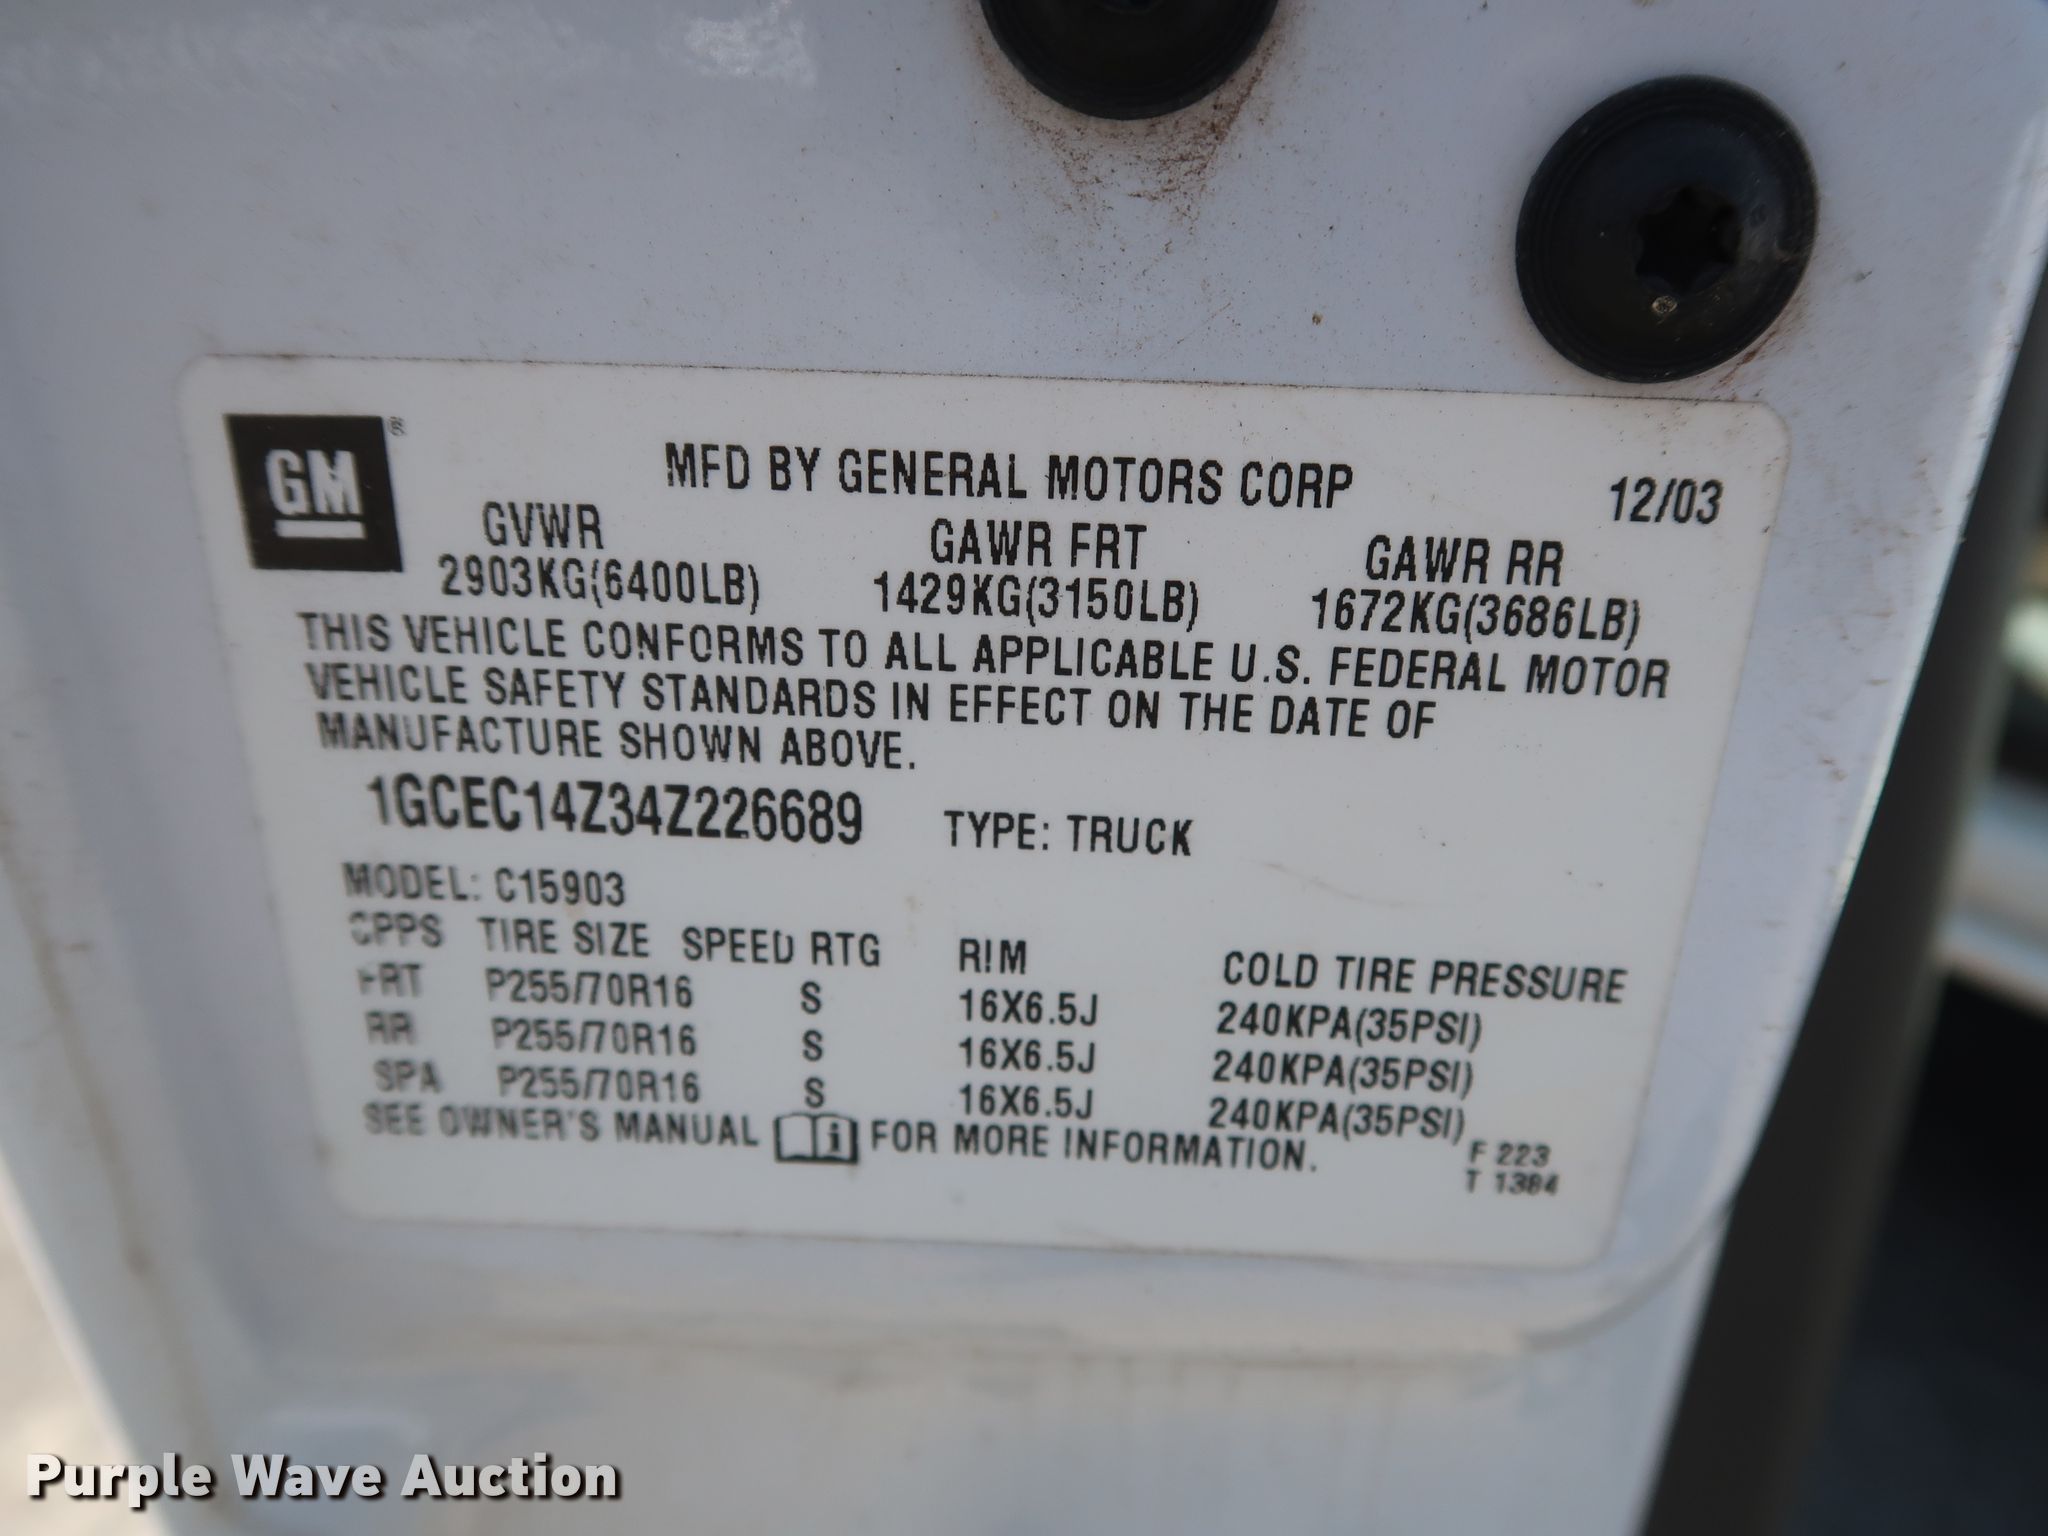 GM®
MFD BY GENERAL MOTORS CORP 12/03
GVWR GAWR FRT GAWR RR
2903KG(6400LB) 1429KG(3150LB) 1672KG(3686LB)
THIS VEHICLE CONFORMS TO ALL APPLICABLE U.S. FEDERAL MOTOR
VEHICLE SAFETY STANDARDS IN EFFECT ON THE DATE OF
MANUFACTURE SHOWN ABOVE.
1GCEC14Z34Z226689 TYPE: TRUCK
MODEL: C15903
CPPS TIRE SIZE SPEED RTG RIM COLD TIRE PRESSURE
FRT P255/70R16 S 16X6.5J 240KPA(35PSI)
RR P255/70R16 S 16X6.5J 240KPA(35PSI)
SPA P255/70R16 S 16X6.5J 240KPA(35PSI)
SEE OWNER'S MANUAL i FOR MORE INFORMATION.
F 223
T 1384
Purple Wave Auction